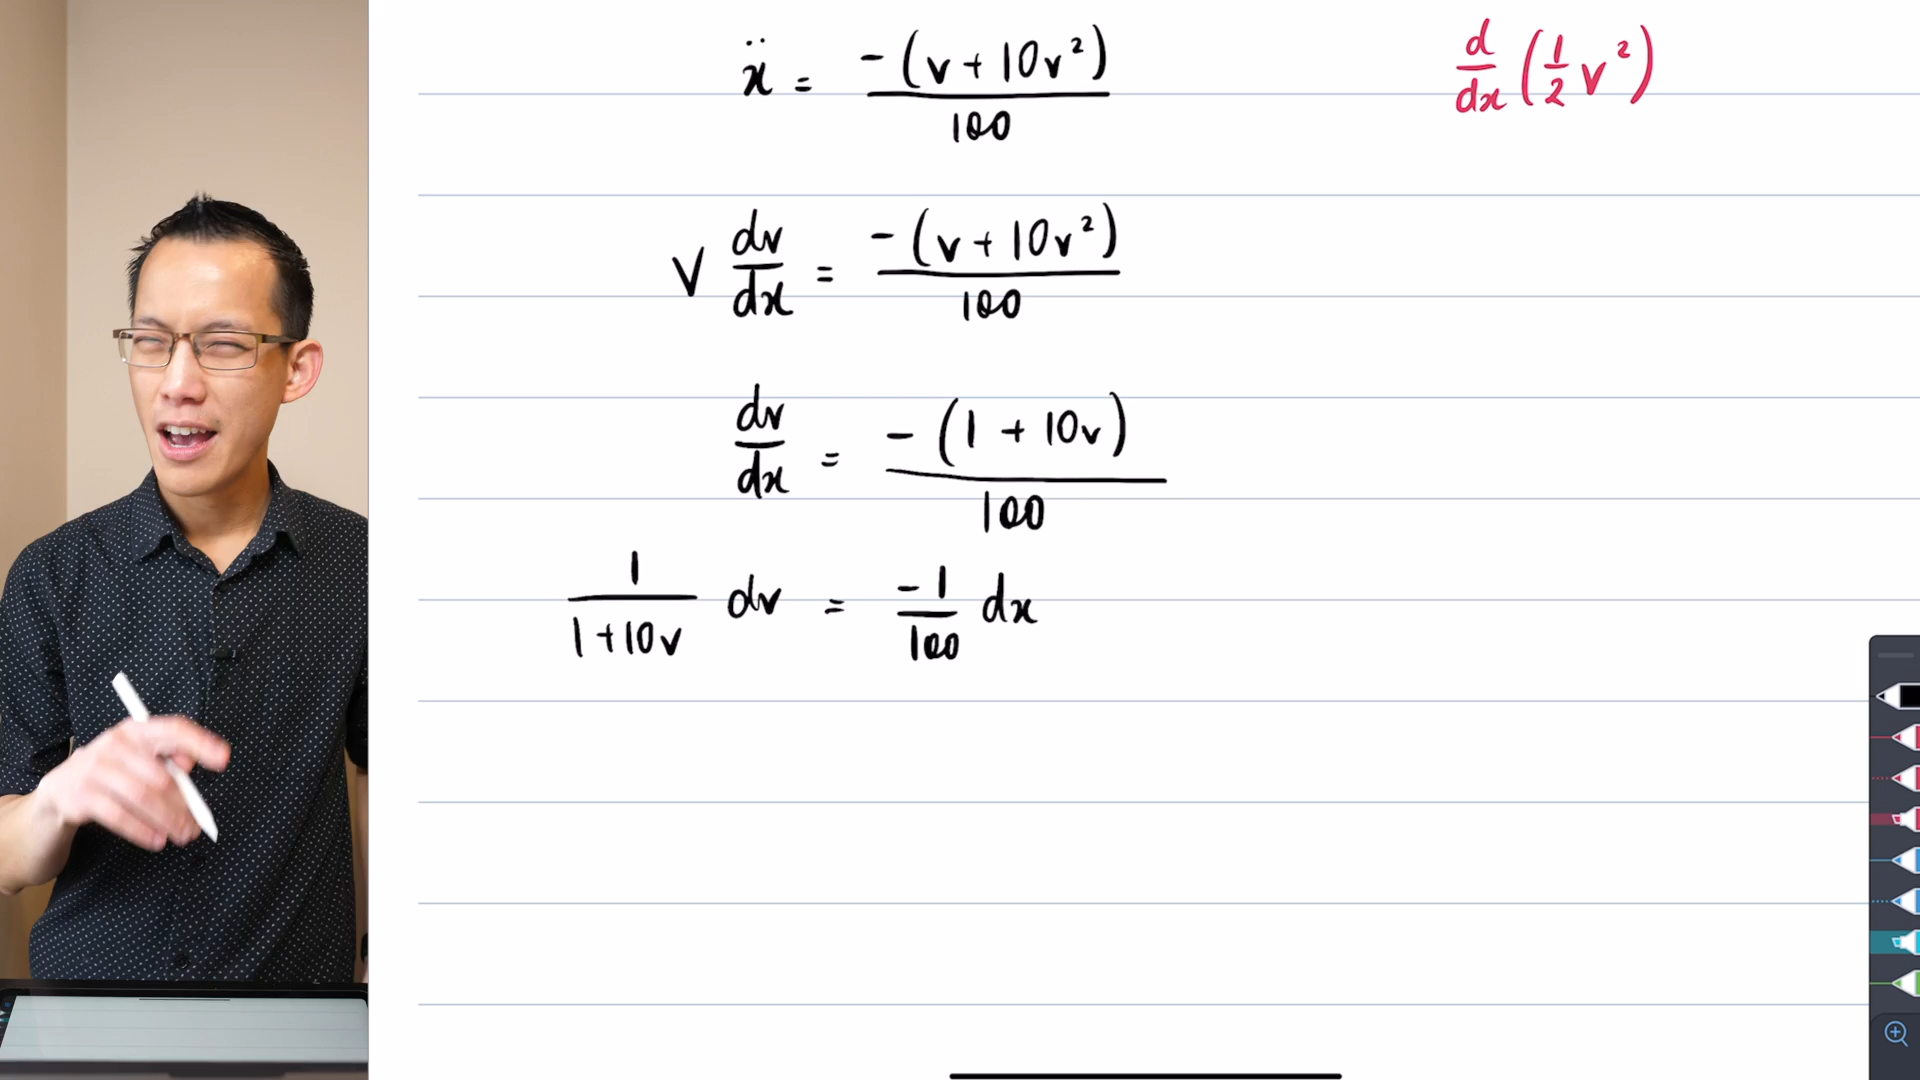 ẍ = -(v + 10v²)/100
d/dx (1/2 v²)
v dv/dx = -(v + 10v²)/100
dv/dx = -(1 + 10v)/100
1/(1+10v) dv = -1/100 dx